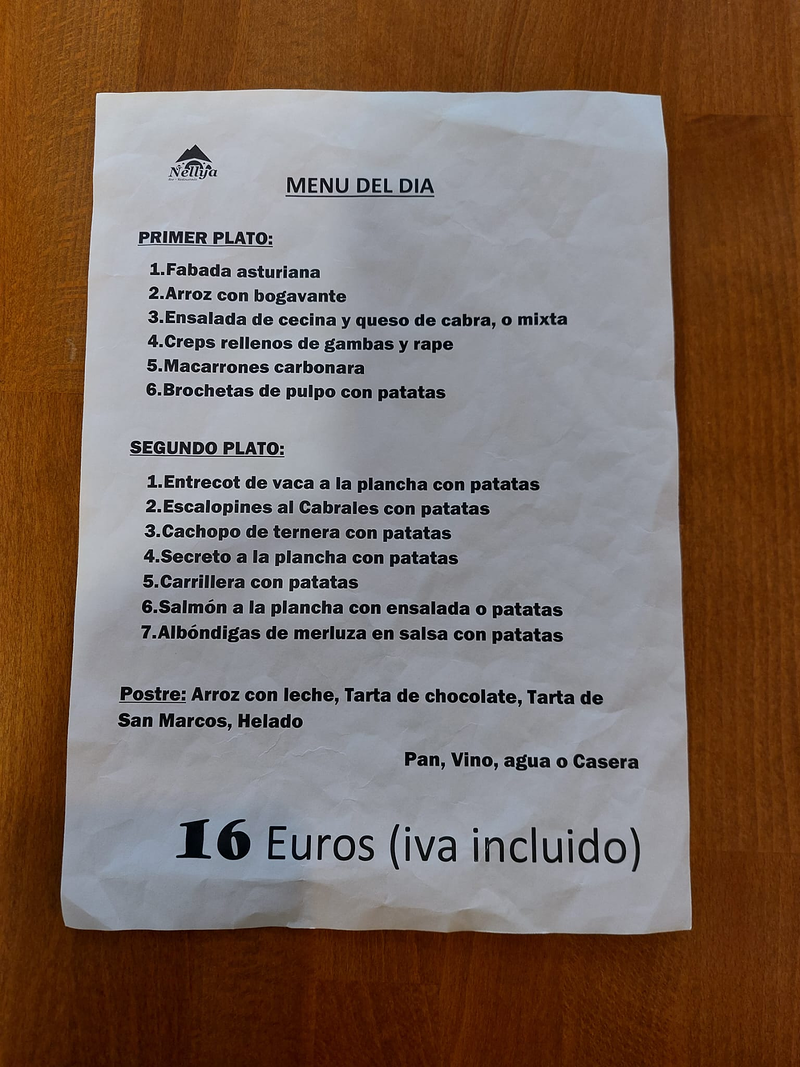 Nellya
MENU DEL DIA
PRIMER PLATO:
1.Fabada asturiana
2.Arroz con bogavante
3.Ensalada de cecina y queso de cabra, o mixta
4.Creps rellenos de gambas y rape
5.Macarrones carbonara
6.Brochetas de pulpo con patatas
SEGUNDO PLATO:
1.Entrecot de vaca a la plancha con patatas
2.Escalopines al Cabrales con patatas
3.Cachopo de ternera con patatas
4.Secreto a la plancha con patatas
5.Carrillera con patatas
6.Salmón a la plancha con ensalada o patatas
7.Albóndigas de merluza en salsa con patatas
Postre: Arroz con leche, Tarta de chocolate, Tarta de
San Marcos, Helado
Pan, Vino, agua o Casera
16 Euros (iva incluido)